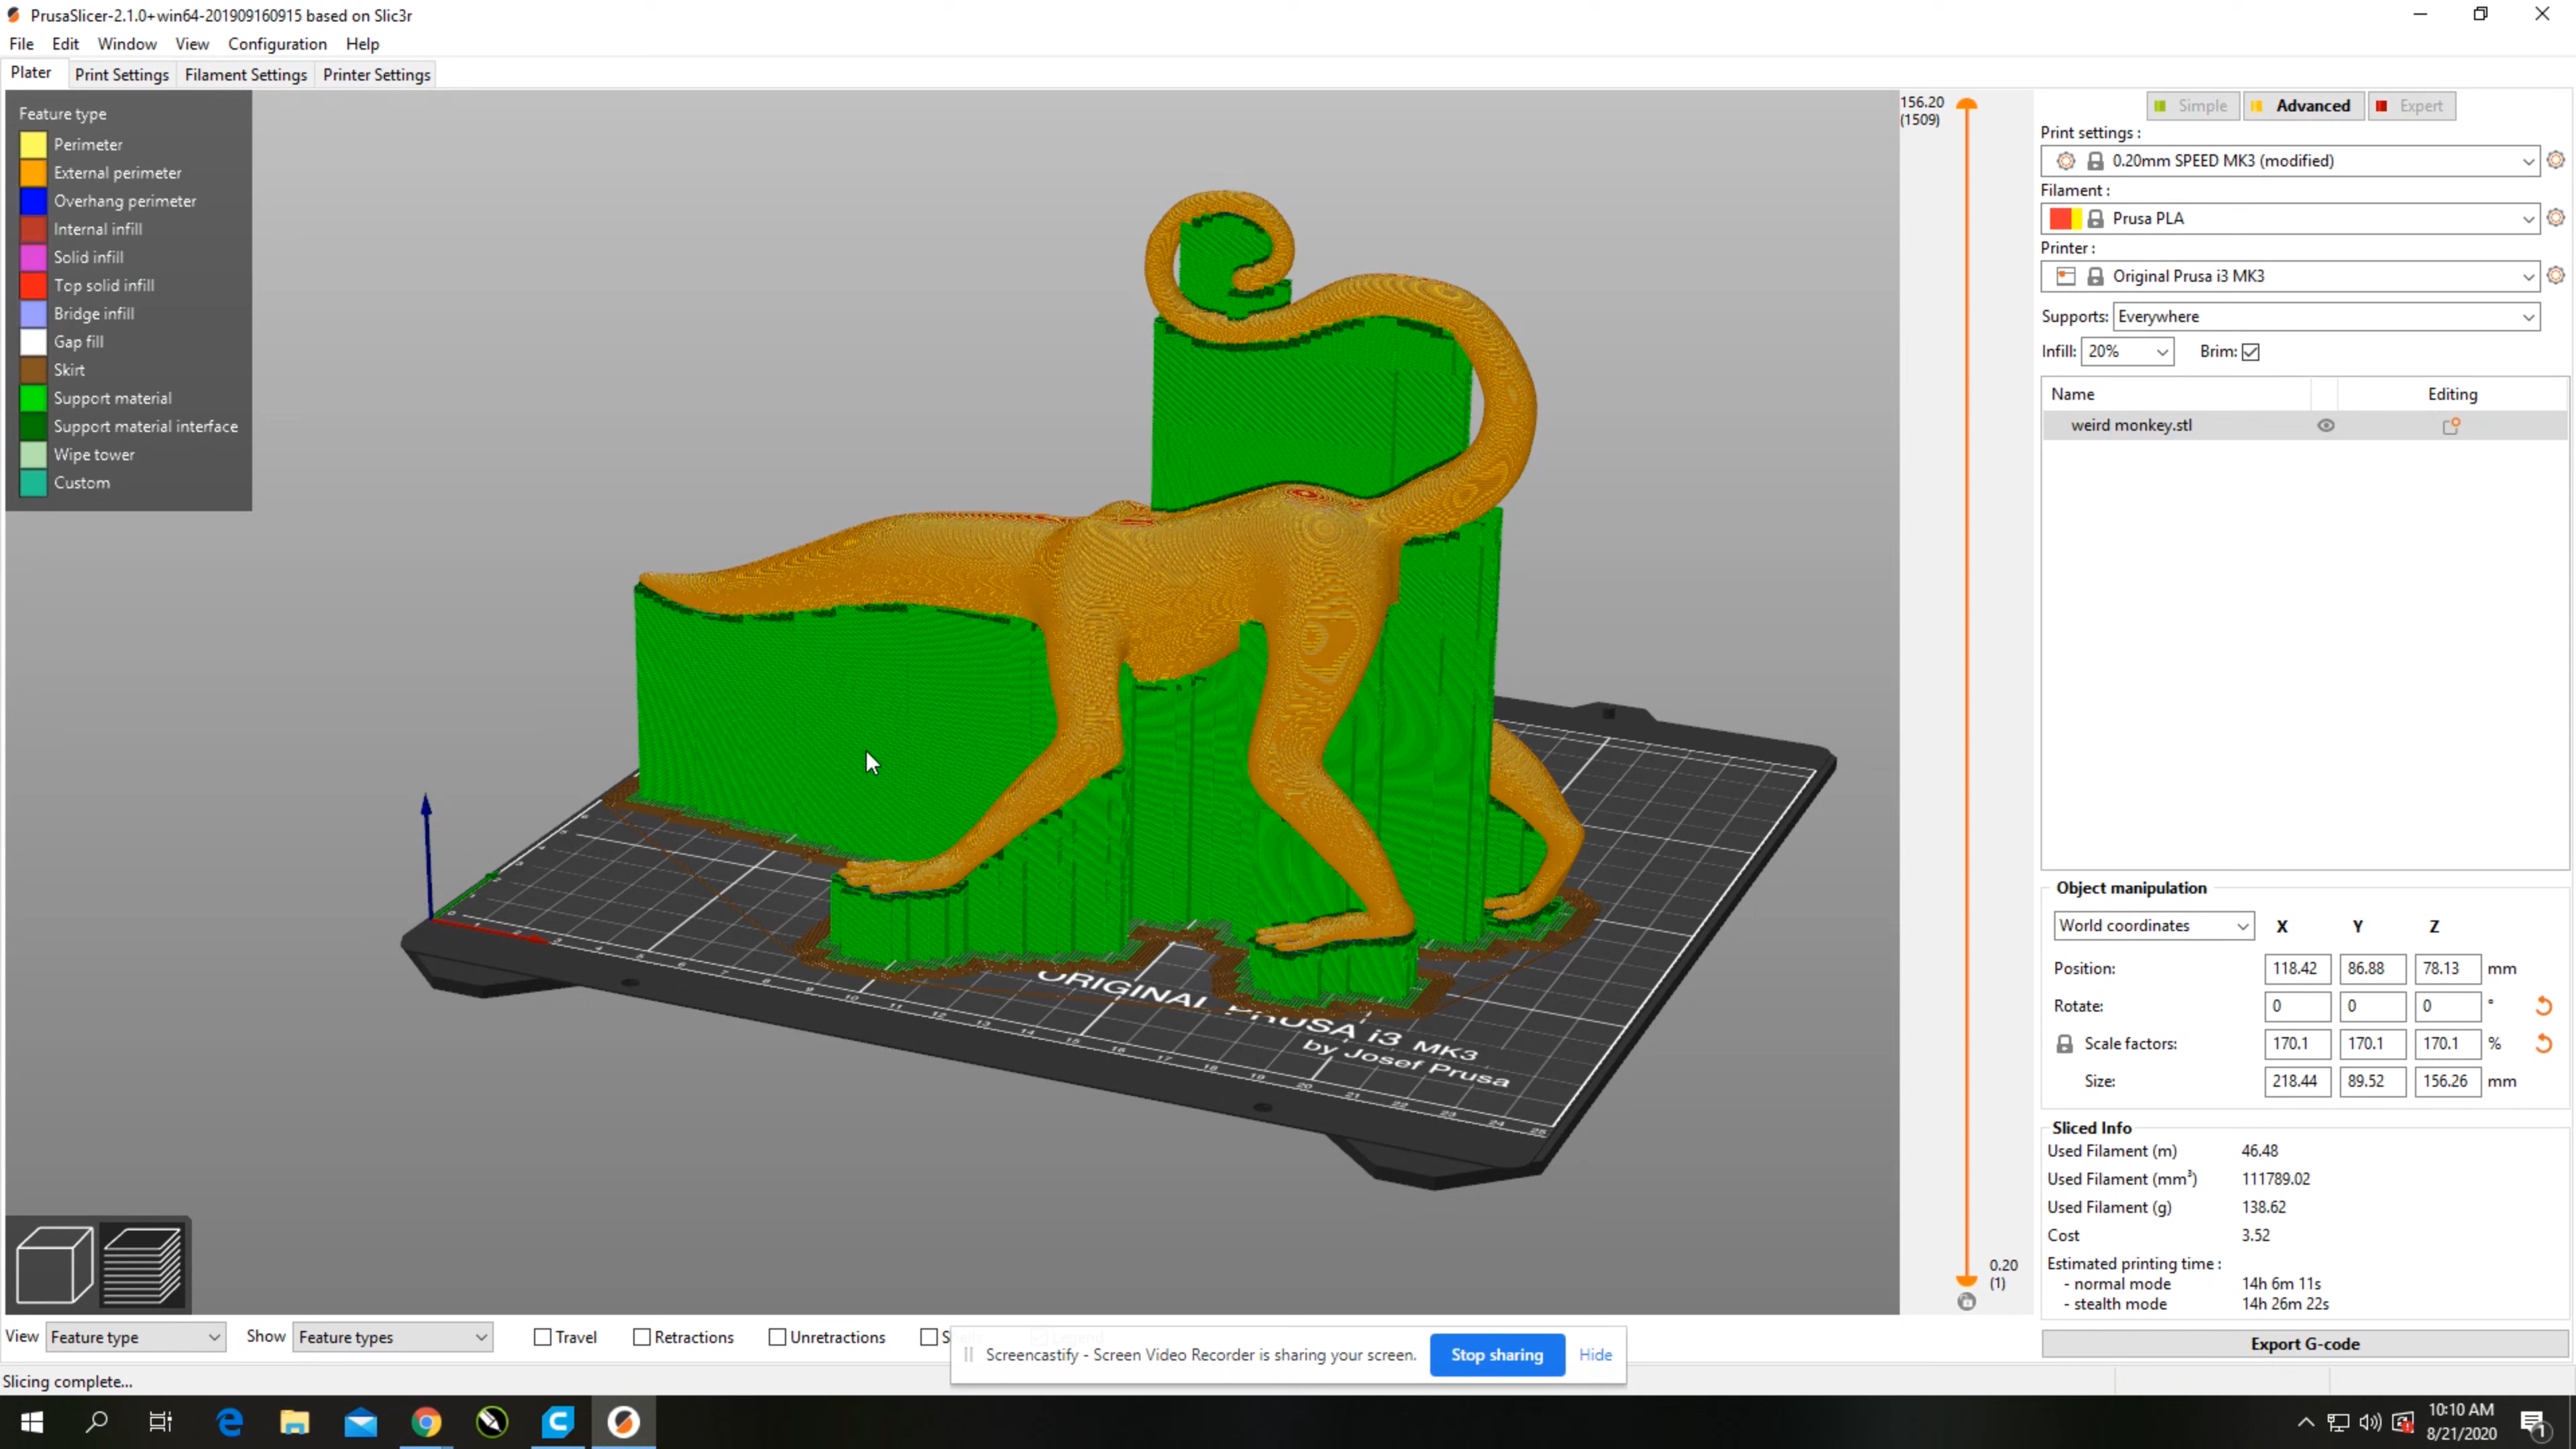 PrusaSlicer-2.1.0+win64-201909160915 based on Slic3r
File Edit Window View Configuration Help
Plater Print Settings Filament Settings Printer Settings
Feature type
Perimeter
External perimeter
Overhang perimeter
Internal infill
Solid infill
Top solid infill
Bridge infill
Gap fill
Skirt
Support material
Support material interface
Wipe tower
Custom
156.20
(1509)
0.20
(1)
ORIGINAL PRUSA i3 MK3
by Josef Prusa
Simple Advanced Expert
Print settings :
0.20mm SPEED MK3 (modified)
Filament :
Prusa PLA
Printer :
Original Prusa i3 MK3
Supports: Everywhere
Infill: 20% Brim:
Name Editing
weird monkey.stl
Object manipulation
World coordinates X Y Z
Position: 118.42 86.88 78.13 mm
Rotate: 0 0 0 °
Scale factors: 170.1 170.1 170.1 %
Size: 218.44 89.52 156.26 mm
Sliced Info
Used Filament (m) 46.48
Used Filament (mm³) 111789.02
Used Filament (g) 138.62
Cost 3.52
Estimated printing time :
- normal mode 14h 6m 11s
- stealth mode 14h 26m 22s
Export G-code
View Feature type Show Feature types Travel Retractions Unretractions
Screencastify - Screen Video Recorder is sharing your screen. Stop sharing Hide
Slicing complete...
10:10 AM
8/21/2020
1